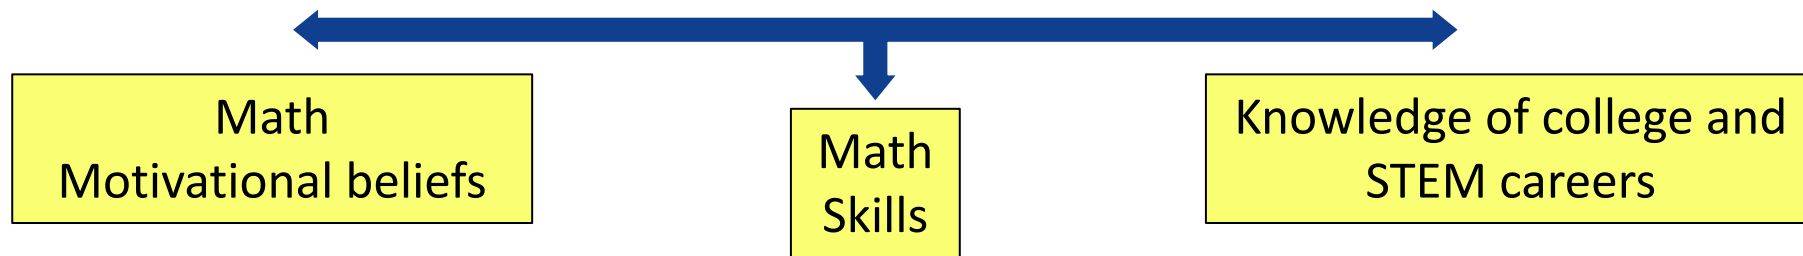 Math
Motivational beliefs
Math
Skills
Knowledge of college and
STEM careers